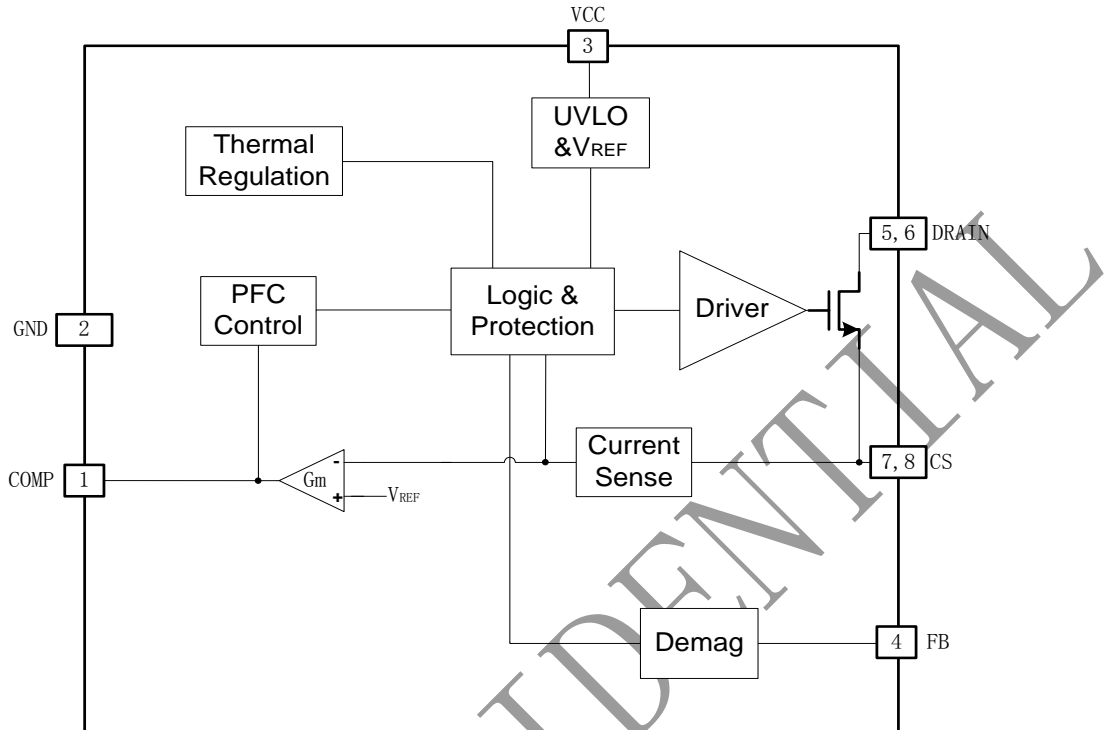 VCC
3
UVLO
&VREF
Thermal
Regulation
5,6
DRAIN
PFC
Control
Logic &
Protection
Driver
GND
2
COMP
1
Gm
-
+
VREF
Current
Sense
7,8
CS
Demag
4
FB
IDENTIAL